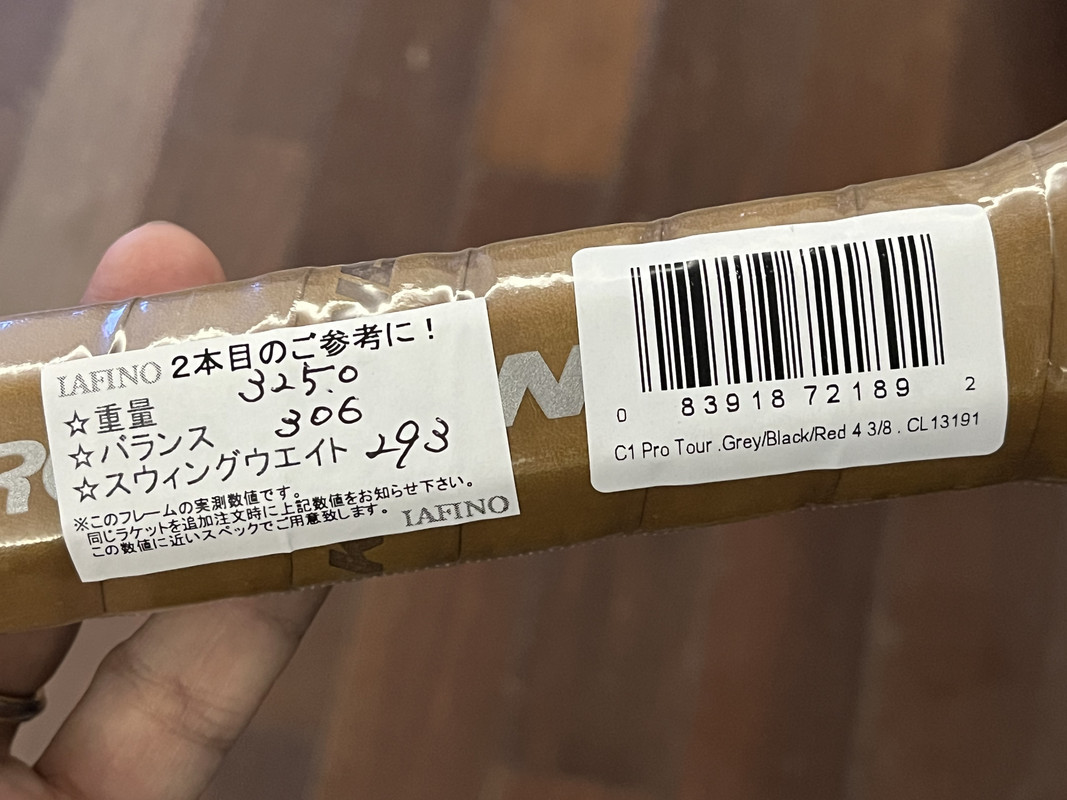 LAFINO 2本目のご参考に！
☆重量 325.0
☆バランス 306
☆スウィングウエイト 293
※このフレームの実測数値です。
同じラケットを追加注文時に上記数値をお知らせ下さい。
この数値に近いスペックでご用意致します。 LAFINO
0 83918 72189 2
C1 Pro Tour .Grey/Black/Red 4 3/8 . CL13191